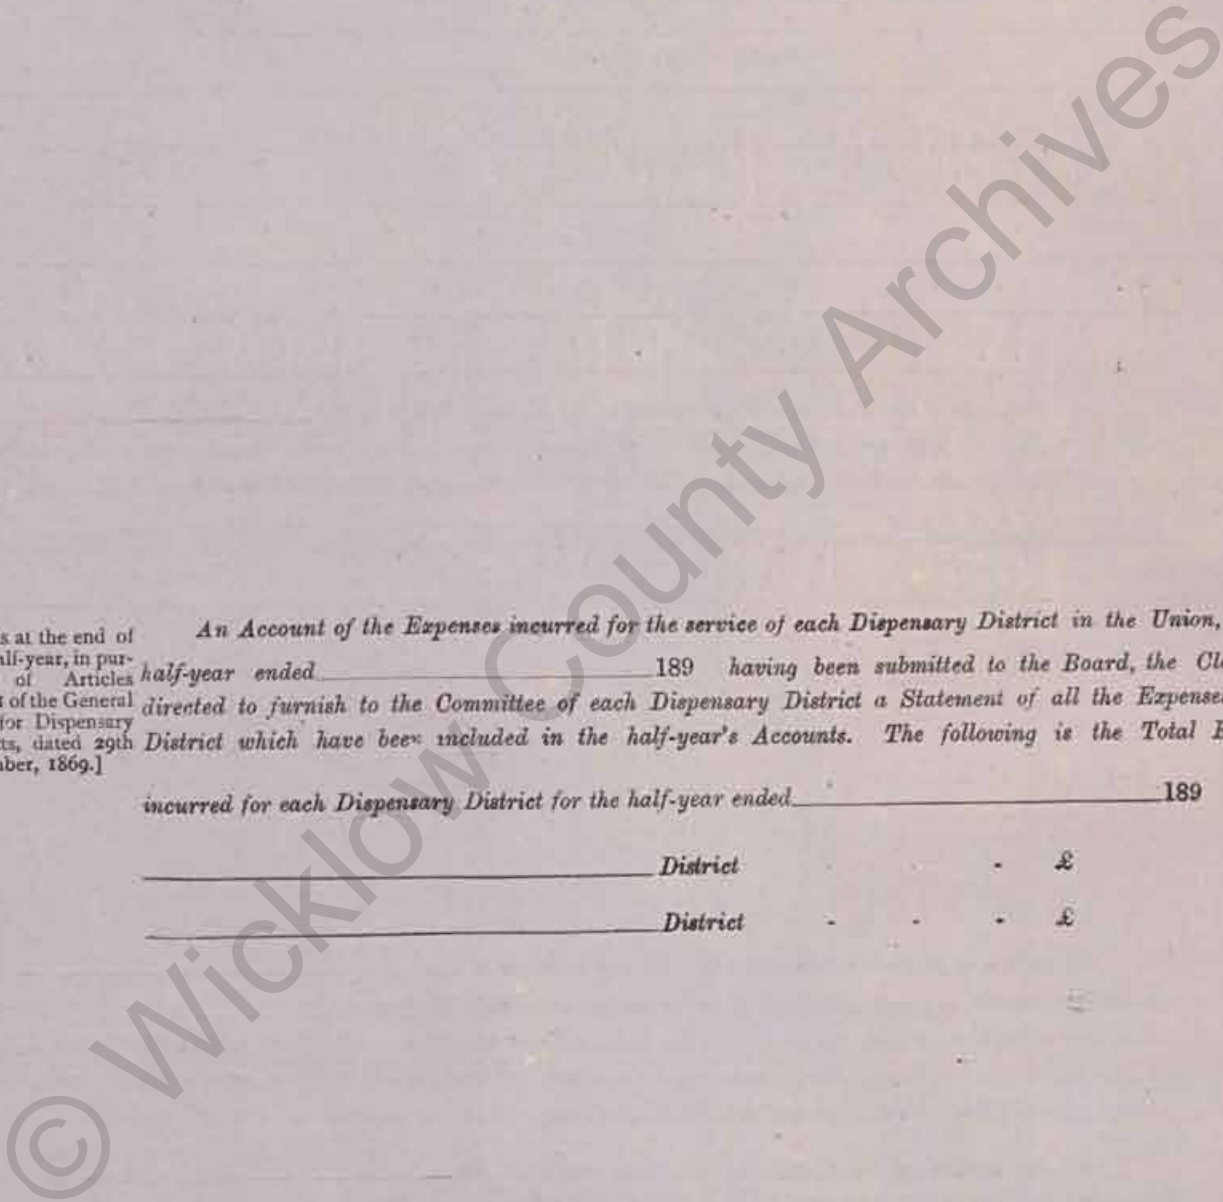 s at the end of
alf-year, in pur-
of Articles
of the General
for Dispensary
ts, dated 29th
ber, 1869.]
An Account of the Expenses incurred for the service of each Dispensary District in the Union,
half-year ended 189 having been submitted to the Board, the Cl
directed to furnish to the Committee of each Dispensary District a Statement of all the Expense
District which have been included in the half-year's Accounts. The following is the Total E
incurred for each Dispensary District for the half-year ended 189
District - £
District - - - £
© Wicklow County Archives